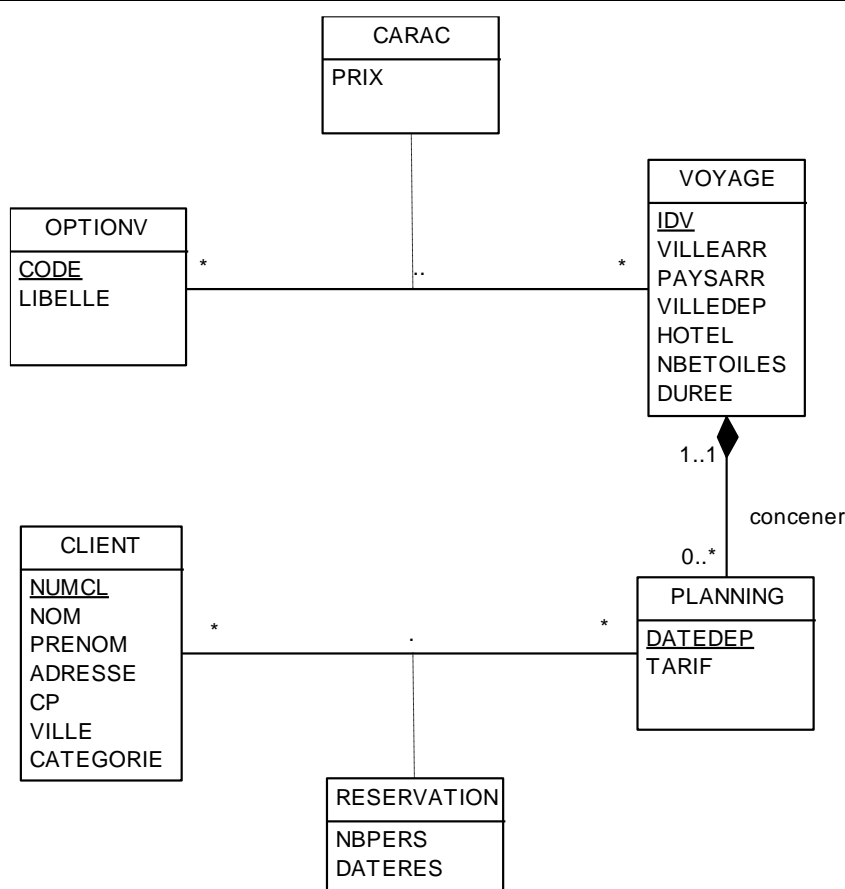 CARAC
PRIX
VOYAGE
IDV
VILLEARR
PAYSARR
VILLEDEP
HOTEL
NBETOILES
DUREE
OPTIONV
CODE
LIBELLE
*
..
*
1..1
concener
0..*
CLIENT
NUMCL
NOM
PRENOM
ADRESSE
CP
VILLE
CATEGORIE
*
.
*
PLANNING
DATEDEP
TARIF
RESERVATION
NBPERS
DATERES